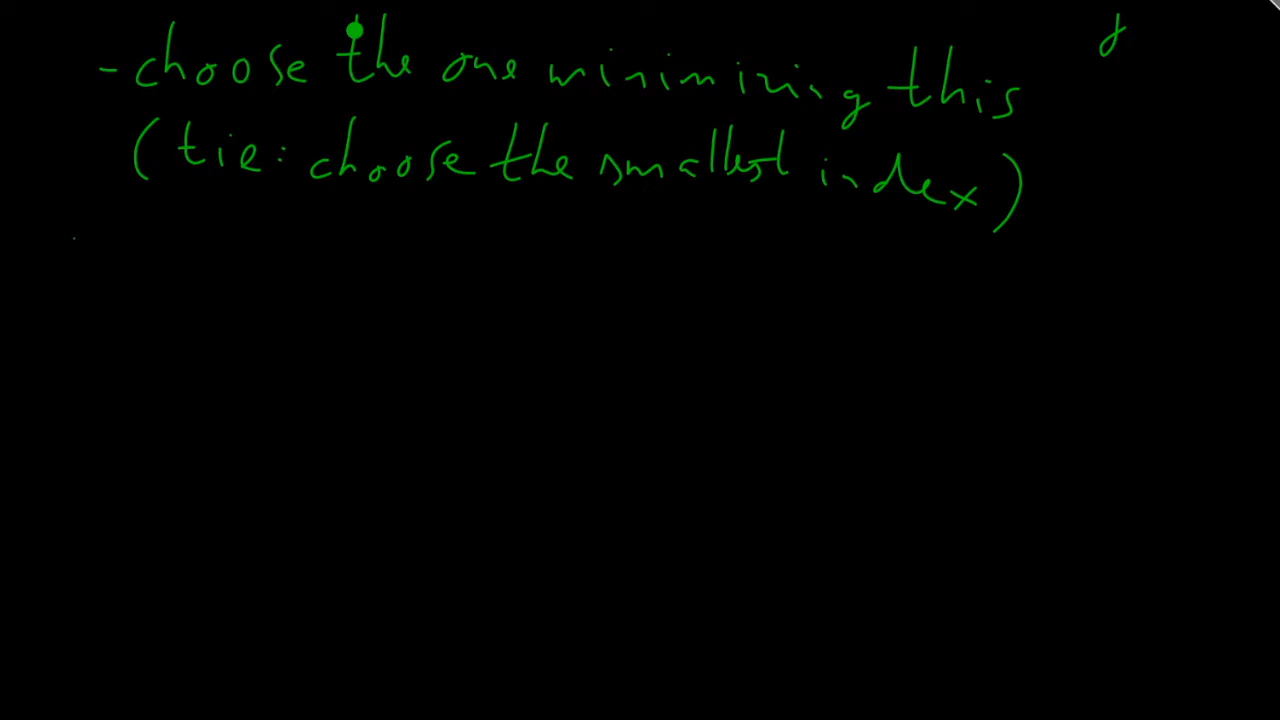 - choose the one minimizing this
(tie: choose the smallest index)